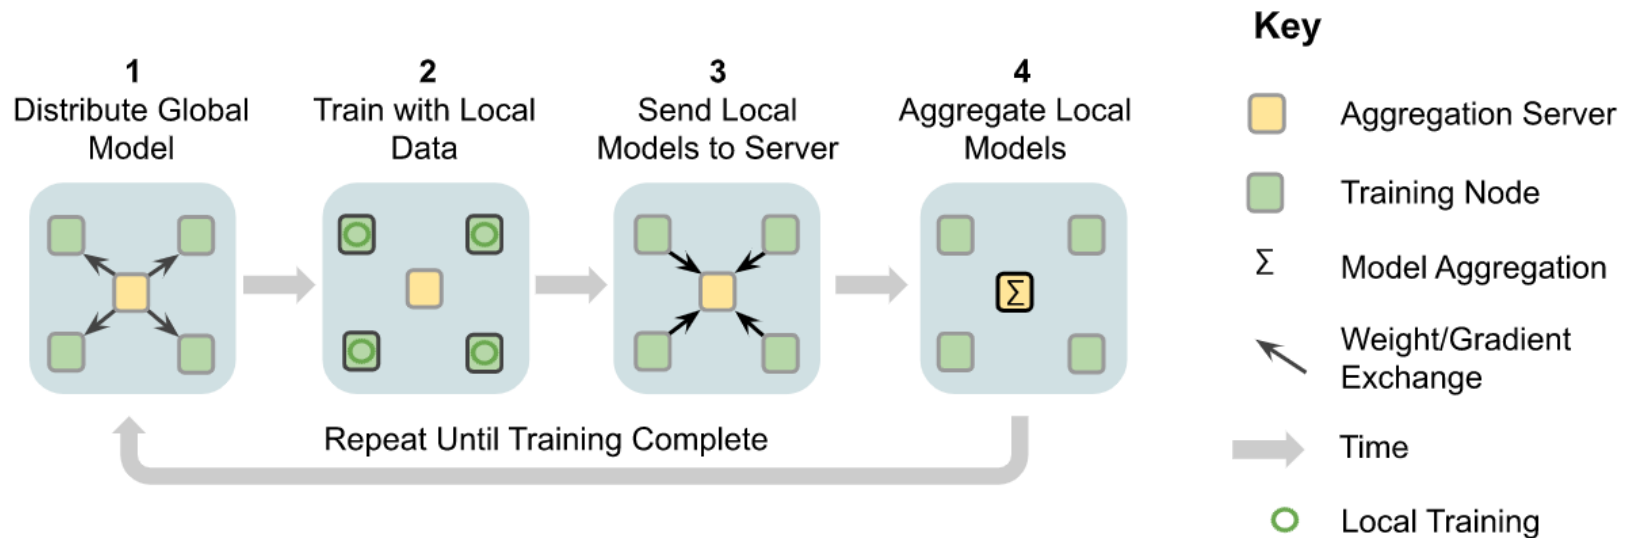 1
Distribute Global
Model
2
Train with Local
Data
3
Send Local
Models to Server
4
Aggregate Local
Models
Σ
Repeat Until Training Complete
Key
Aggregation Server
Training Node
Σ
Model Aggregation
Weight/Gradient
Exchange
Time
Local Training